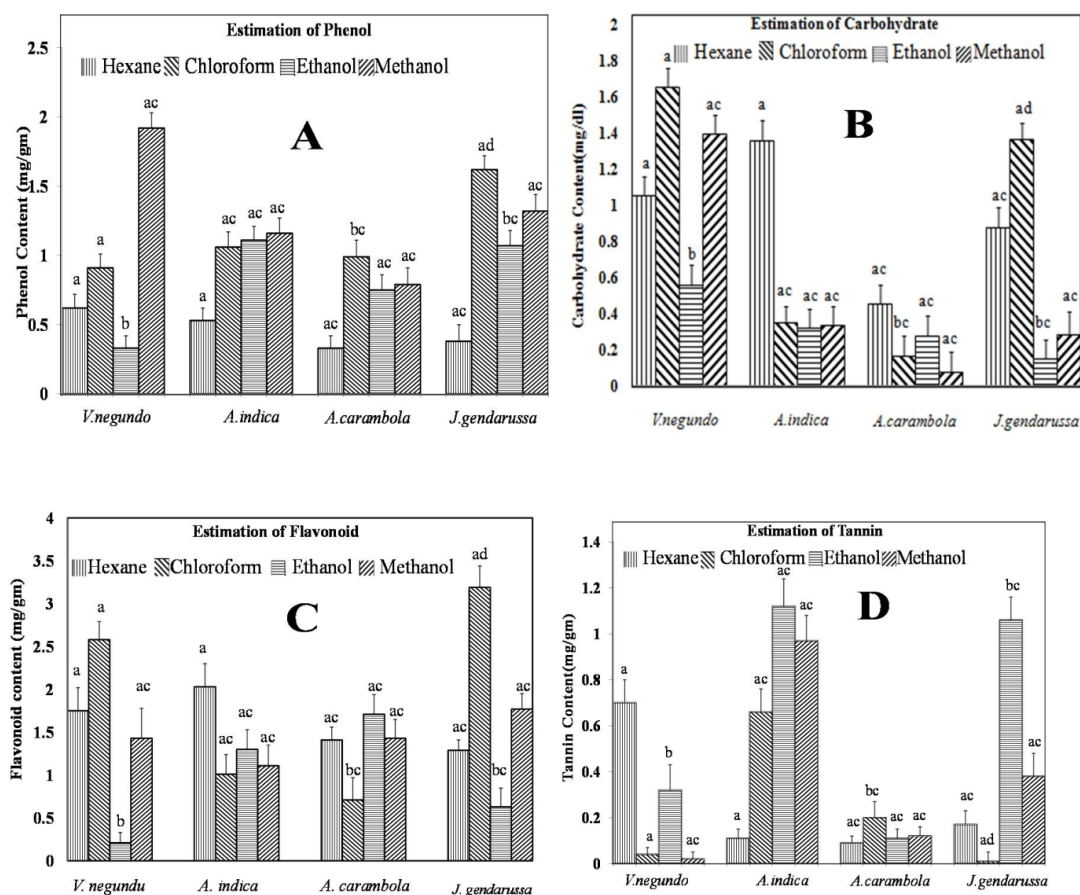 Estimation of Phenol
Hexane Chloroform Ethanol Methanol
A
Phenol Content (mg/gm)
2.5
2
1.5
1
0.5
0
a a b ac
a ac ac ac
ac bc ac ac
ac ad bc ac
V.negundo A.indica A.carambola J.gendarussa
Estimation of Carbohydrate
Hexane Chloroform Ethanol Methanol
B
Carbohydrate Content(mg/dl)
2
1.8
1.6
1.4
1.2
1
0.8
0.6
0.4
0.2
0
a a b ac
a ac ac ac
ac bc ac ac
ac ad bc ac
V.negundo A.indica A.carambola J.gendarussa
Estimation of Flavonoid
Hexane Chloroform Ethanol Methanol
C
Flavonoid content (mg/gm)
4
3.5
3
2.5
2
1.5
1
0.5
0
a a b ac
a ac ac ac
ac bc ac ac
ac ad bc ac
V. negundu A. indica A. carambola J. gendarussa
Estimation of Tannin
Hexane Chloroform Ethanol Methanol
D
Tannin Content(mg/gm)
1.4
1.2
1
0.8
0.6
0.4
0.2
0
a a b ac
ac ac ac ac
ac bc ac ac
ac ad bc ac
V.negundo A.indica A.carambola J.gendarussa